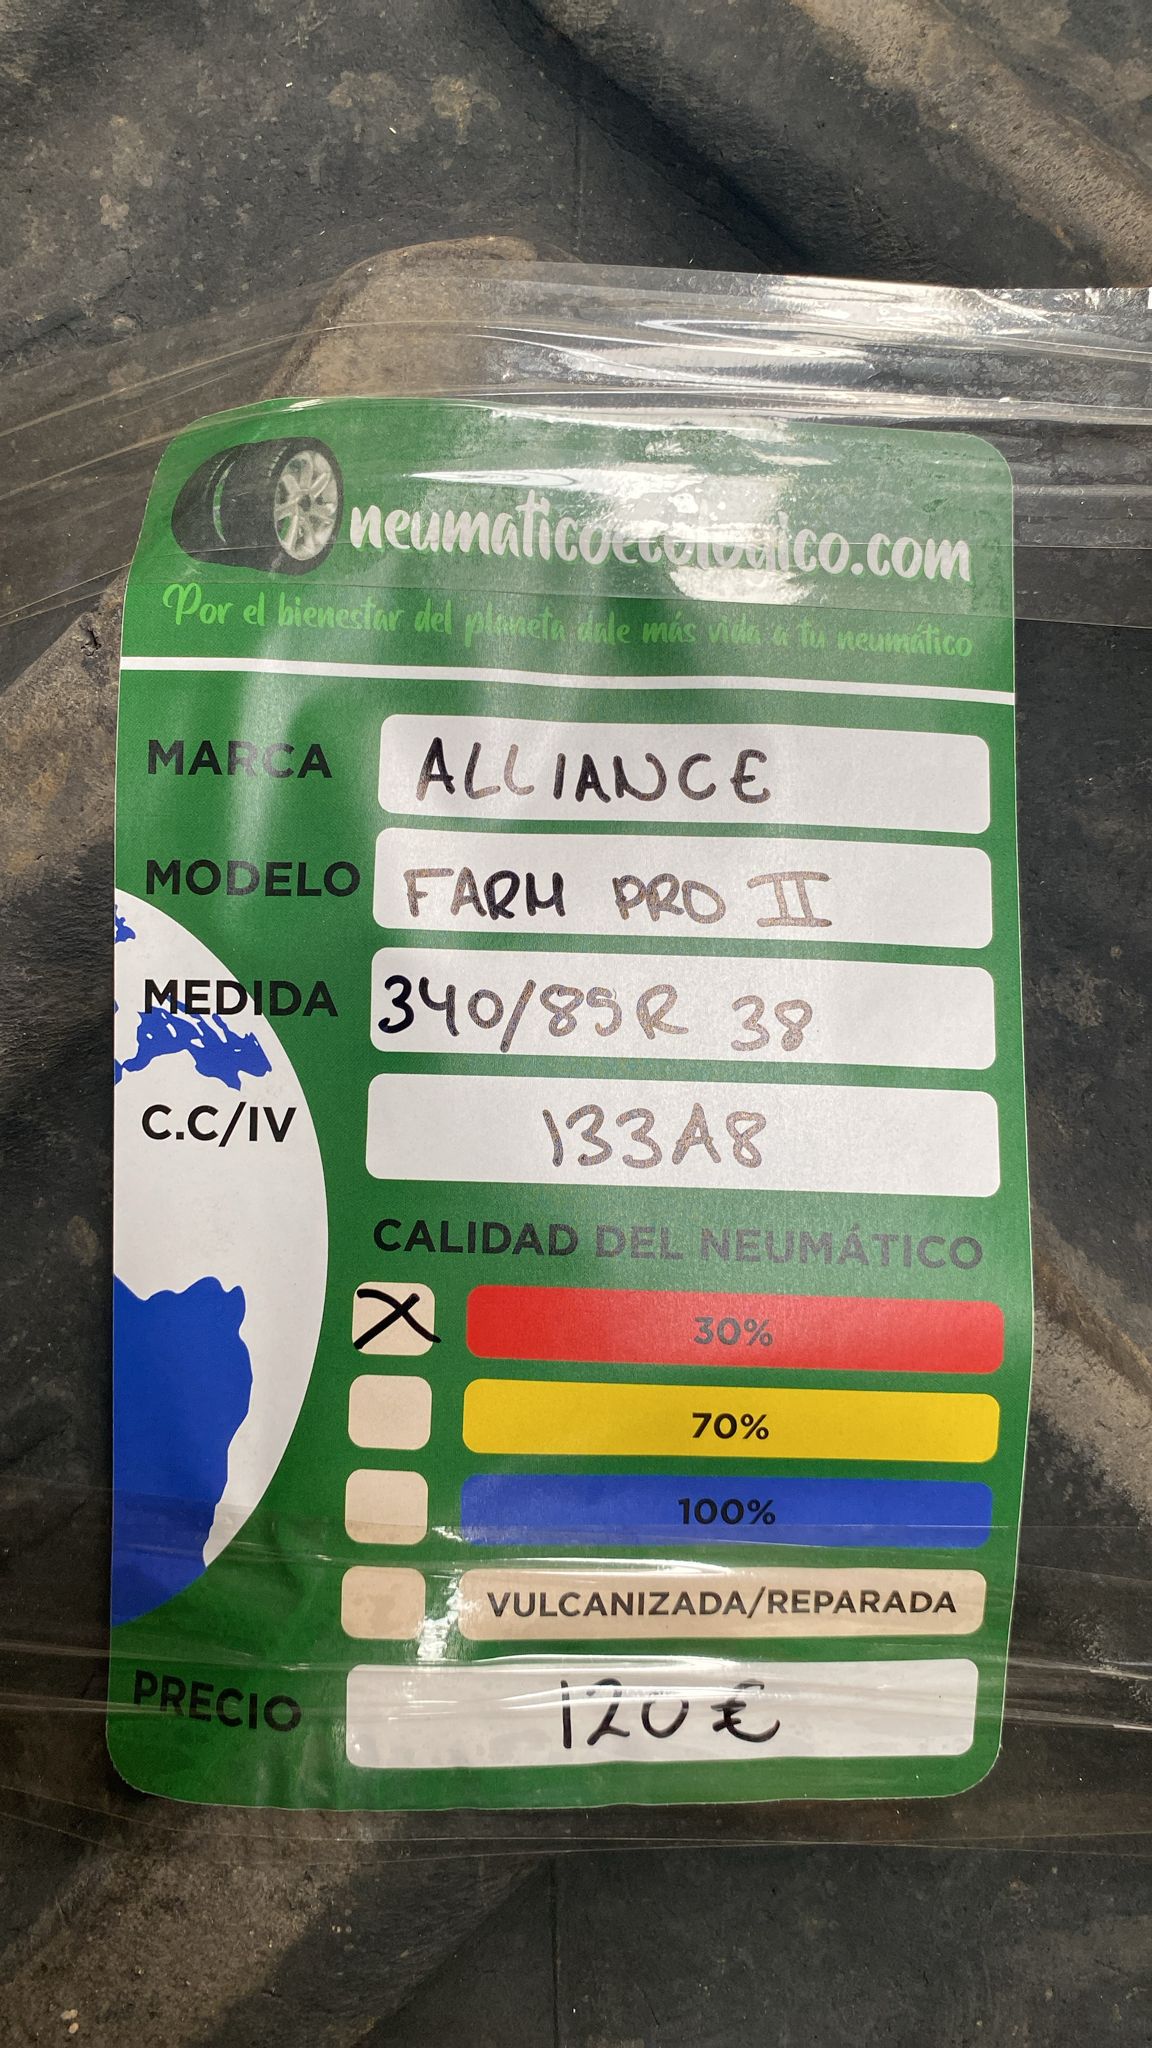 neumaticoecologico.com
Por el bienestar del planeta dale más vida a tu neumático
MARCA ALLIANCE
MODELO FARM PRO II
MEDIDA 340/85R 38
C.C/IV 133A8
CALIDAD DEL NEUMÁTICO
X 30%
70%
100%
VULCANIZADA/REPARADA
PRECIO 120€